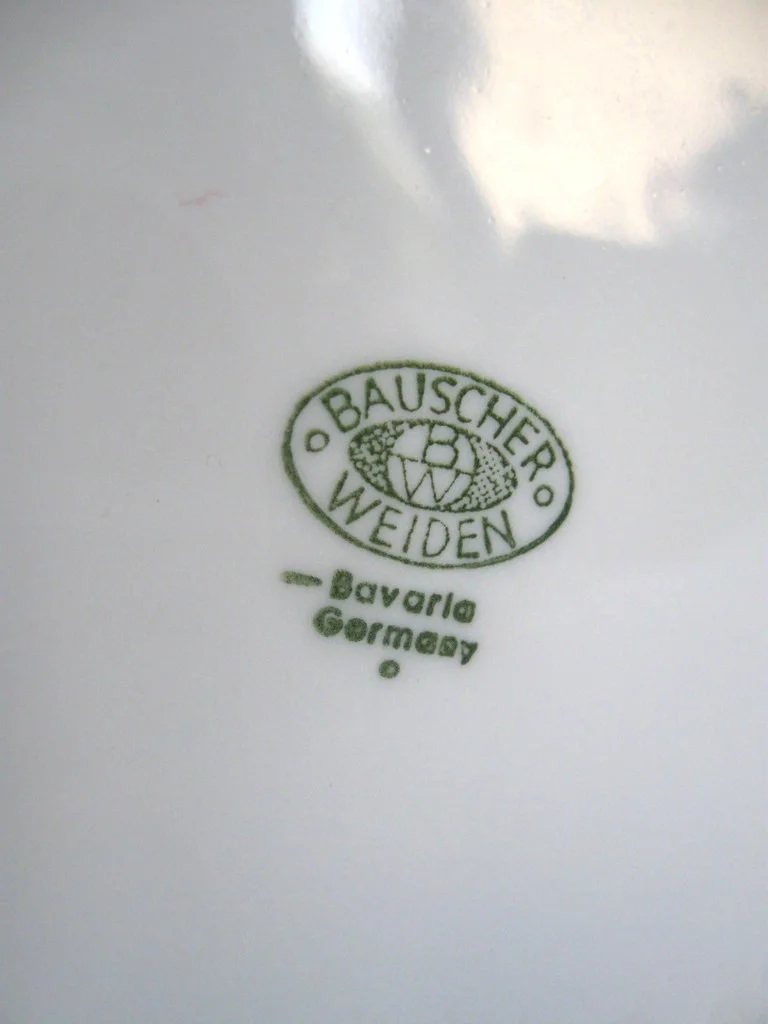 BAUSCHER
B
W
WEIDEN
Bavaria
Germany